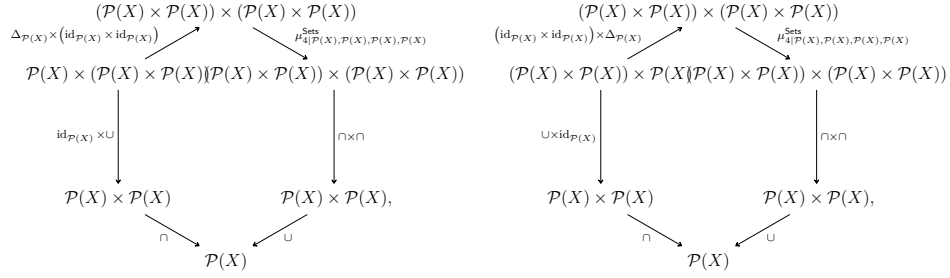 (𝒫(X) × 𝒫(X)) × (𝒫(X) × 𝒫(X))
Δ_{𝒫(X)} × (id_{𝒫(X)} × id_{𝒫(X)})
μ^{Sets}_{4|𝒫(X),𝒫(X),𝒫(X),𝒫(X)}
𝒫(X) × (𝒫(X) × 𝒫(X))
(𝒫(X) × 𝒫(X)) × (𝒫(X) × 𝒫(X))
id_{𝒫(X)} × ∪
∩×∩
𝒫(X) × 𝒫(X)
𝒫(X) × 𝒫(X),
∩
∪
𝒫(X)
(𝒫(X) × 𝒫(X)) × (𝒫(X) × 𝒫(X))
(id_{𝒫(X)} × id_{𝒫(X)}) × Δ_{𝒫(X)}
μ^{Sets}_{4|𝒫(X),𝒫(X),𝒫(X),𝒫(X)}
(𝒫(X) × 𝒫(X)) × 𝒫(X)
(𝒫(X) × 𝒫(X)) × (𝒫(X) × 𝒫(X))
∪×id_{𝒫(X)}
∩×∩
𝒫(X) × 𝒫(X)
𝒫(X) × 𝒫(X),
∩
∪
𝒫(X)